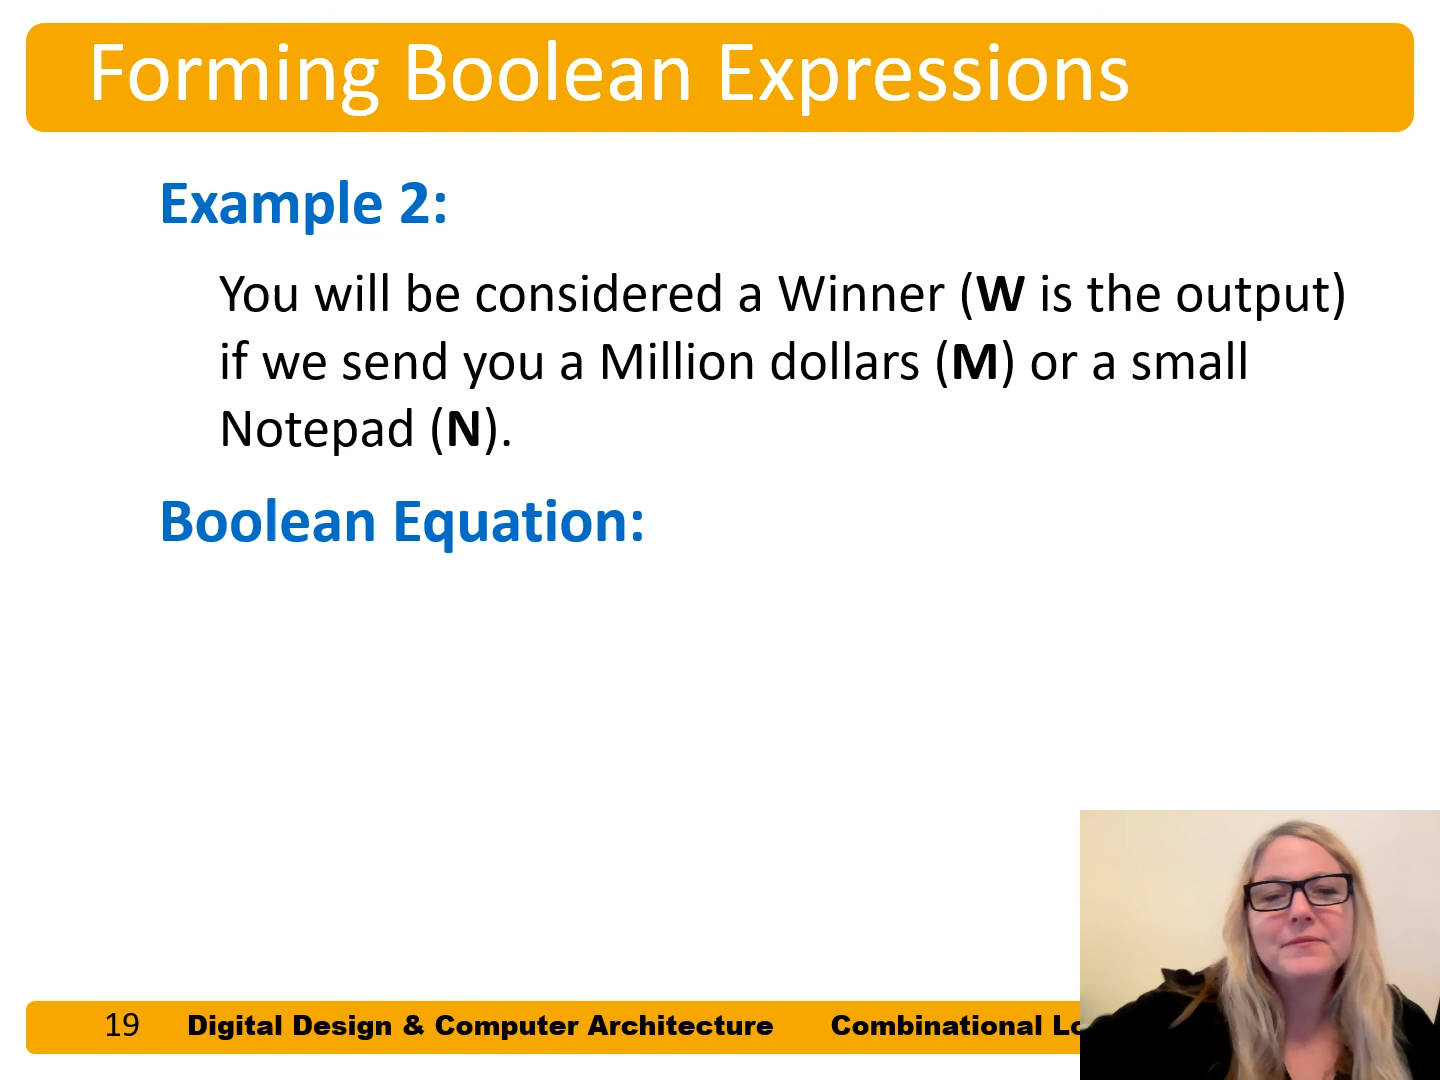 Forming Boolean Expressions
Example 2:
You will be considered a Winner (W is the output)
if we send you a Million dollars (M) or a small
Notepad (N).
Boolean Equation:
19 Digital Design & Computer Architecture Combinational